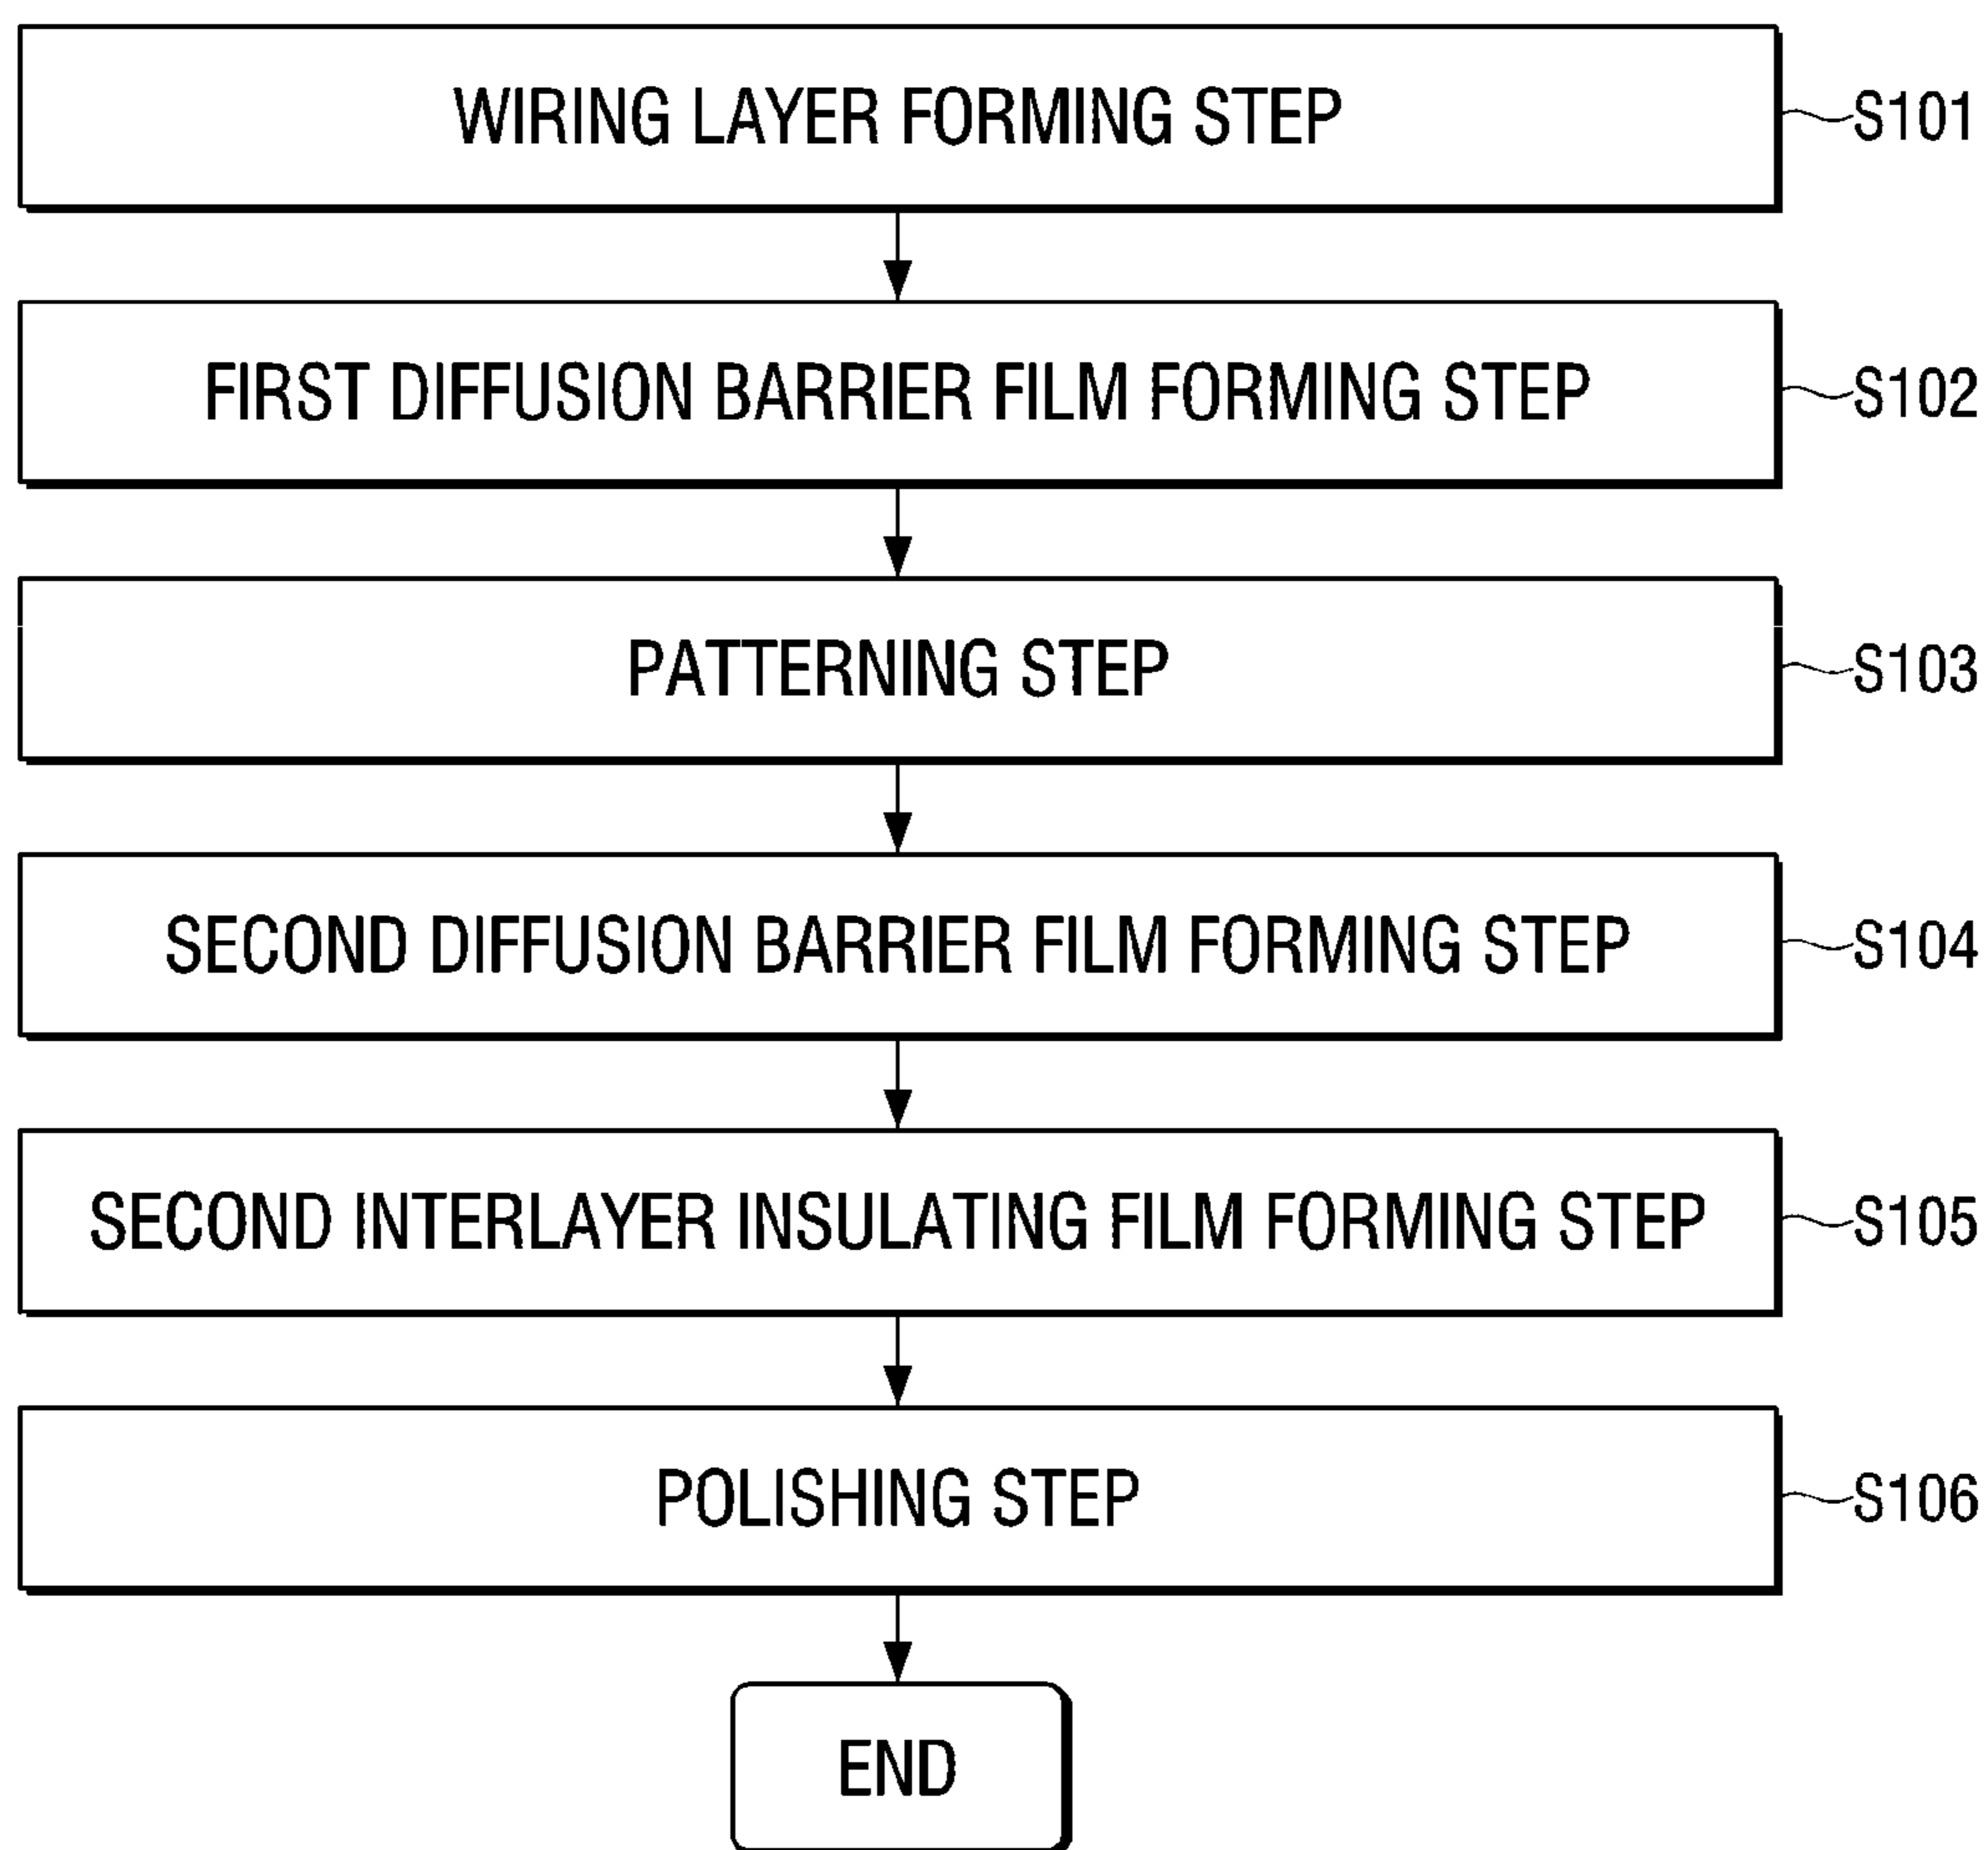 WIRING LAYER FORMING STEP S101
FIRST DIFFUSION BARRIER FILM FORMING STEP S102
PATTERNING STEP S103
SECOND DIFFUSION BARRIER FILM FORMING STEP S104
SECOND INTERLAYER INSULATING FILM FORMING STEP S105
POLISHING STEP S106
END